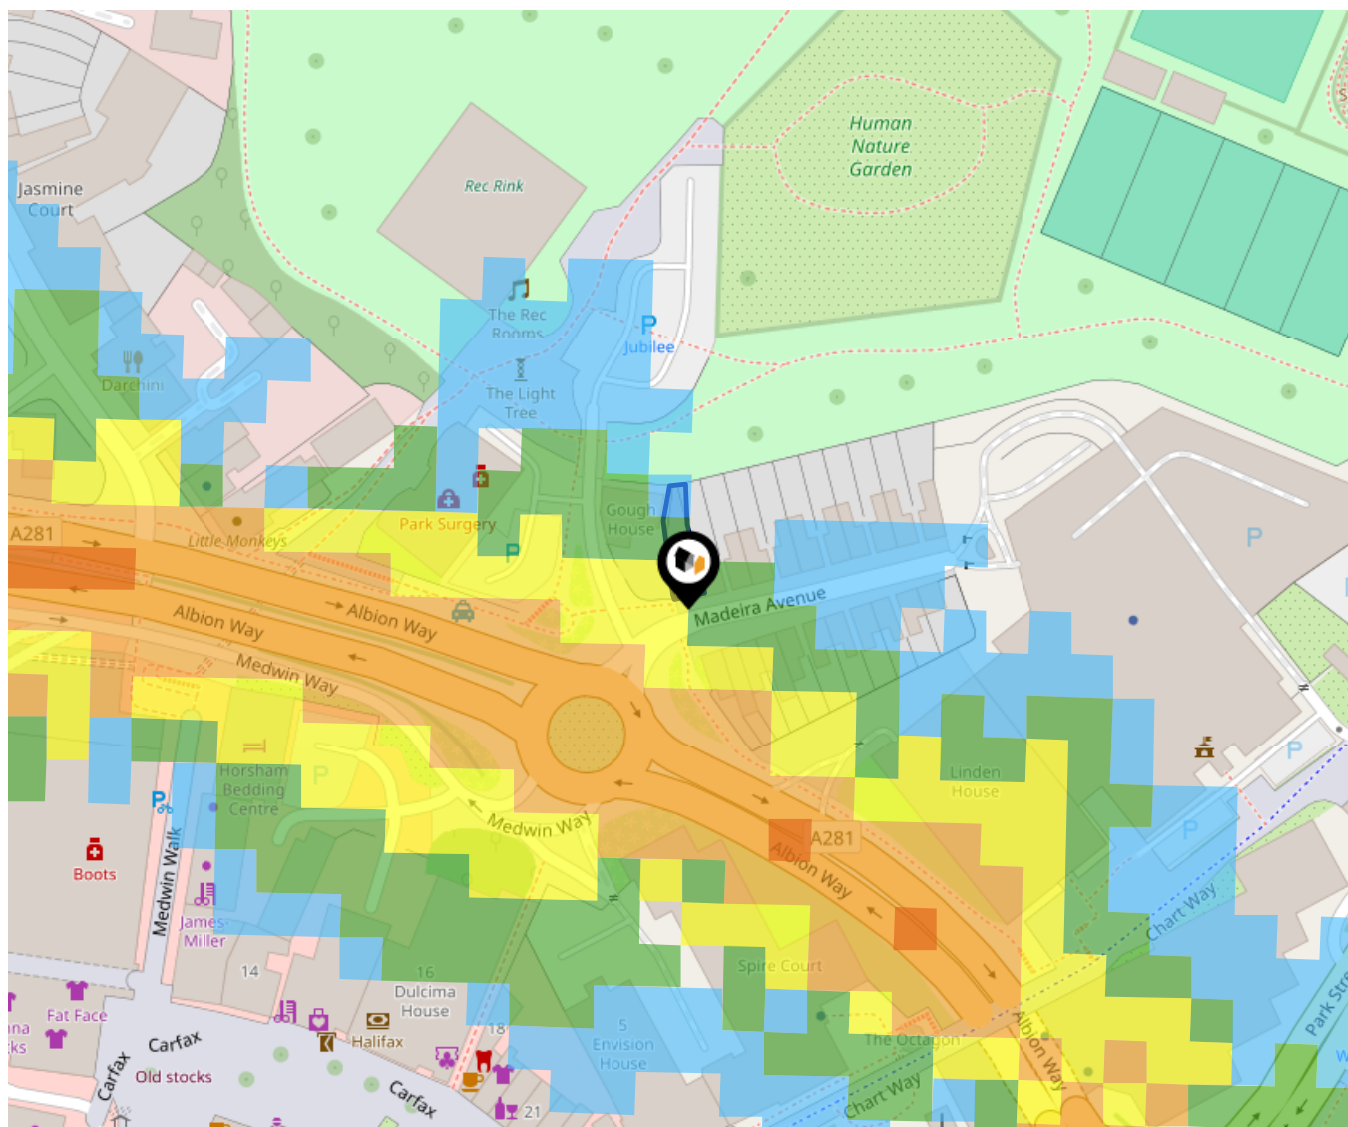 Human
Nature
Garden
Rec Rink
Jasmine
Court
The Rec
Rooms
P
Jubilee
Darchini
The Light
Tree
Gough
House
Park Surgery
P
Little Monkeys
A281
P
Albion Way
Albion Way
Madeira Avenue
Medwin Way
Horsham
Bedding
Centre
P
Linden
House
P
P
P
Medwin Way
A281
Albion Way
Boots
Medwin Walk
James-
Miller
Chart Way
14
16
Dulcima
House
Spire Court
Fat Face
Halifax
18
5
Envision
House
The Octagon
Albion Way
Park Stre
Carfax
Carfax
Old stocks
Carfax
21
Chart Way